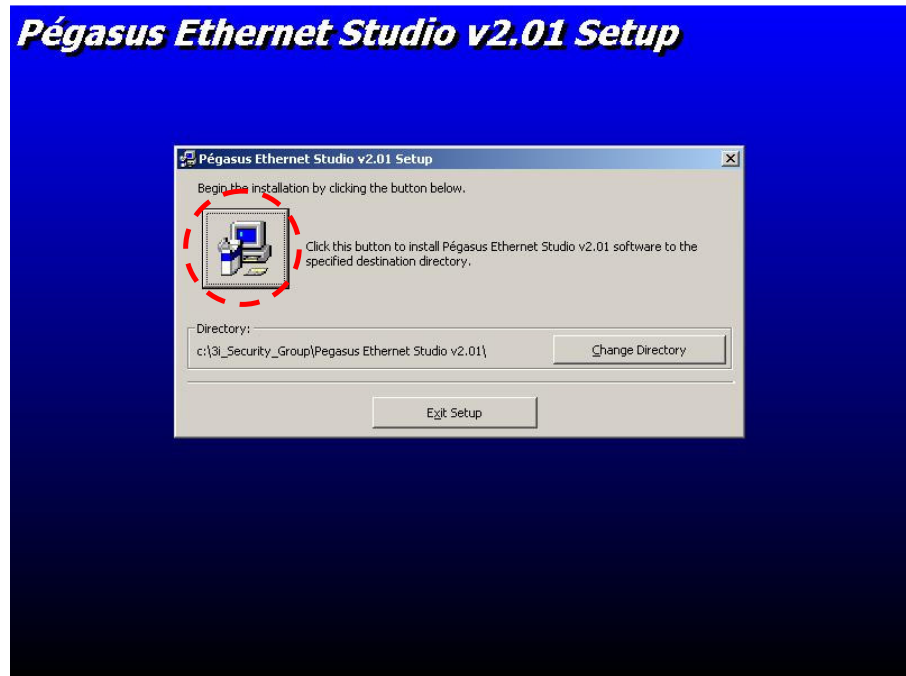 Pégasus Ethernet Studio v2.01 Setup
Pégasus Ethernet Studio v2.01 Setup
Begin the installation by clicking the button below.
Click this button to install Pégasus Ethernet Studio v2.01 software to the
specified destination directory.
Directory:
c:\3i_Security_Group\Pegasus Ethernet Studio v2.01\
Change Directory
Exit Setup